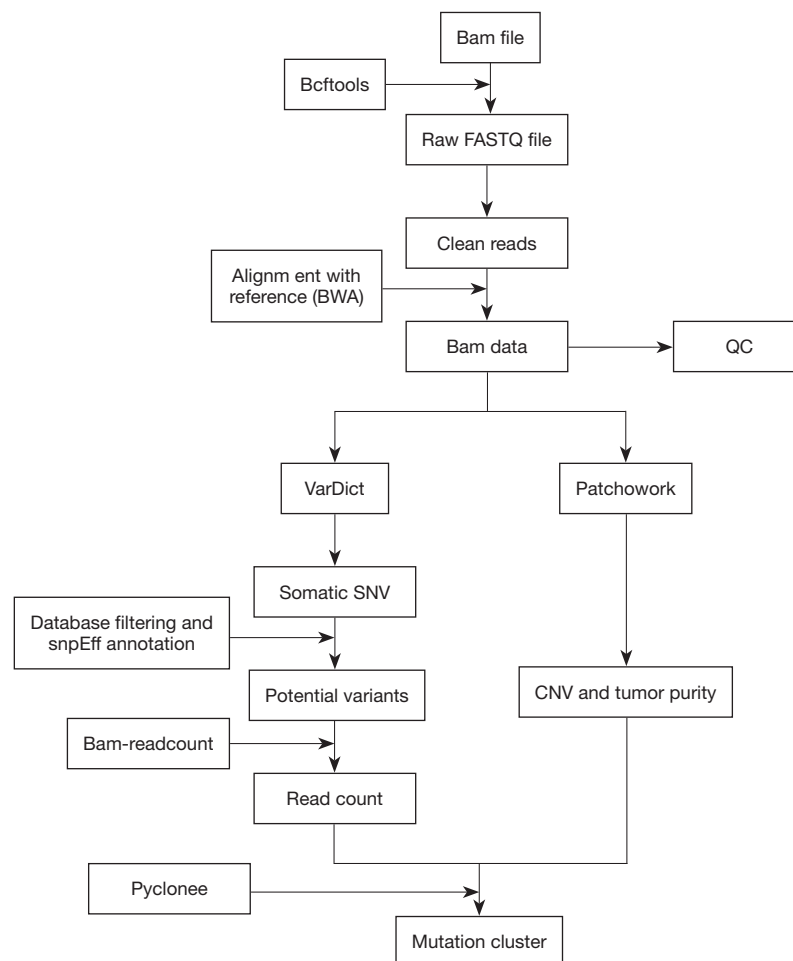 Bam file
Bcftools
Raw FASTQ file
Clean reads
Alignm ent with
reference (BWA)
Bam data
QC
VarDict
Patchowork
Somatic SNV
Database filtering and
snpEff annotation
Potential variants
CNV and tumor purity
Bam-readcount
Read count
Pyclonee
Mutation cluster